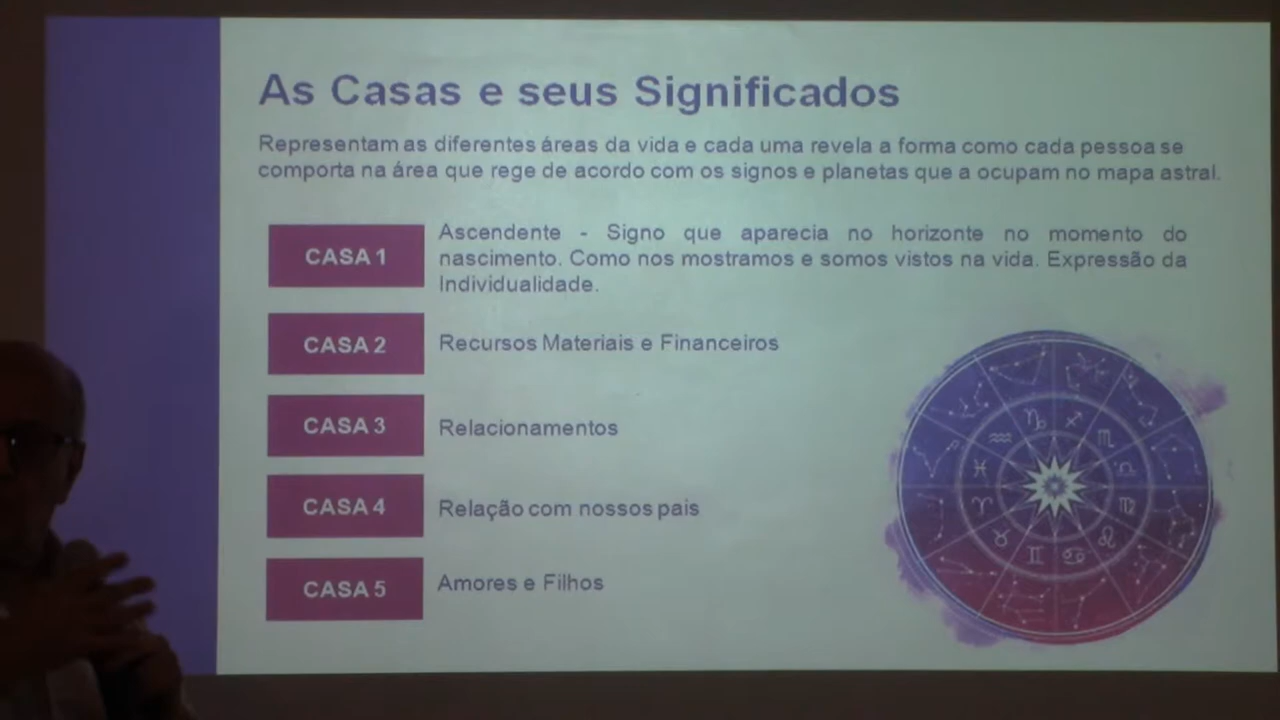 As Casas e seus Significados
Representam as diferentes áreas da vida e cada uma revela a forma como cada pessoa se
comporta na área que rege de acordo com os signos e planetas que a ocupam no mapa astral.
CASA 1
Ascendente - Signo que aparecia no horizonte no momento do
nascimento. Como nos mostramos e somos vistos na vida. Expressão da
Individualidade.
CASA 2
Recursos Materiais e Financeiros
CASA 3
Relacionamentos
CASA 4
Relação com nossos pais
CASA 5
Amores e Filhos